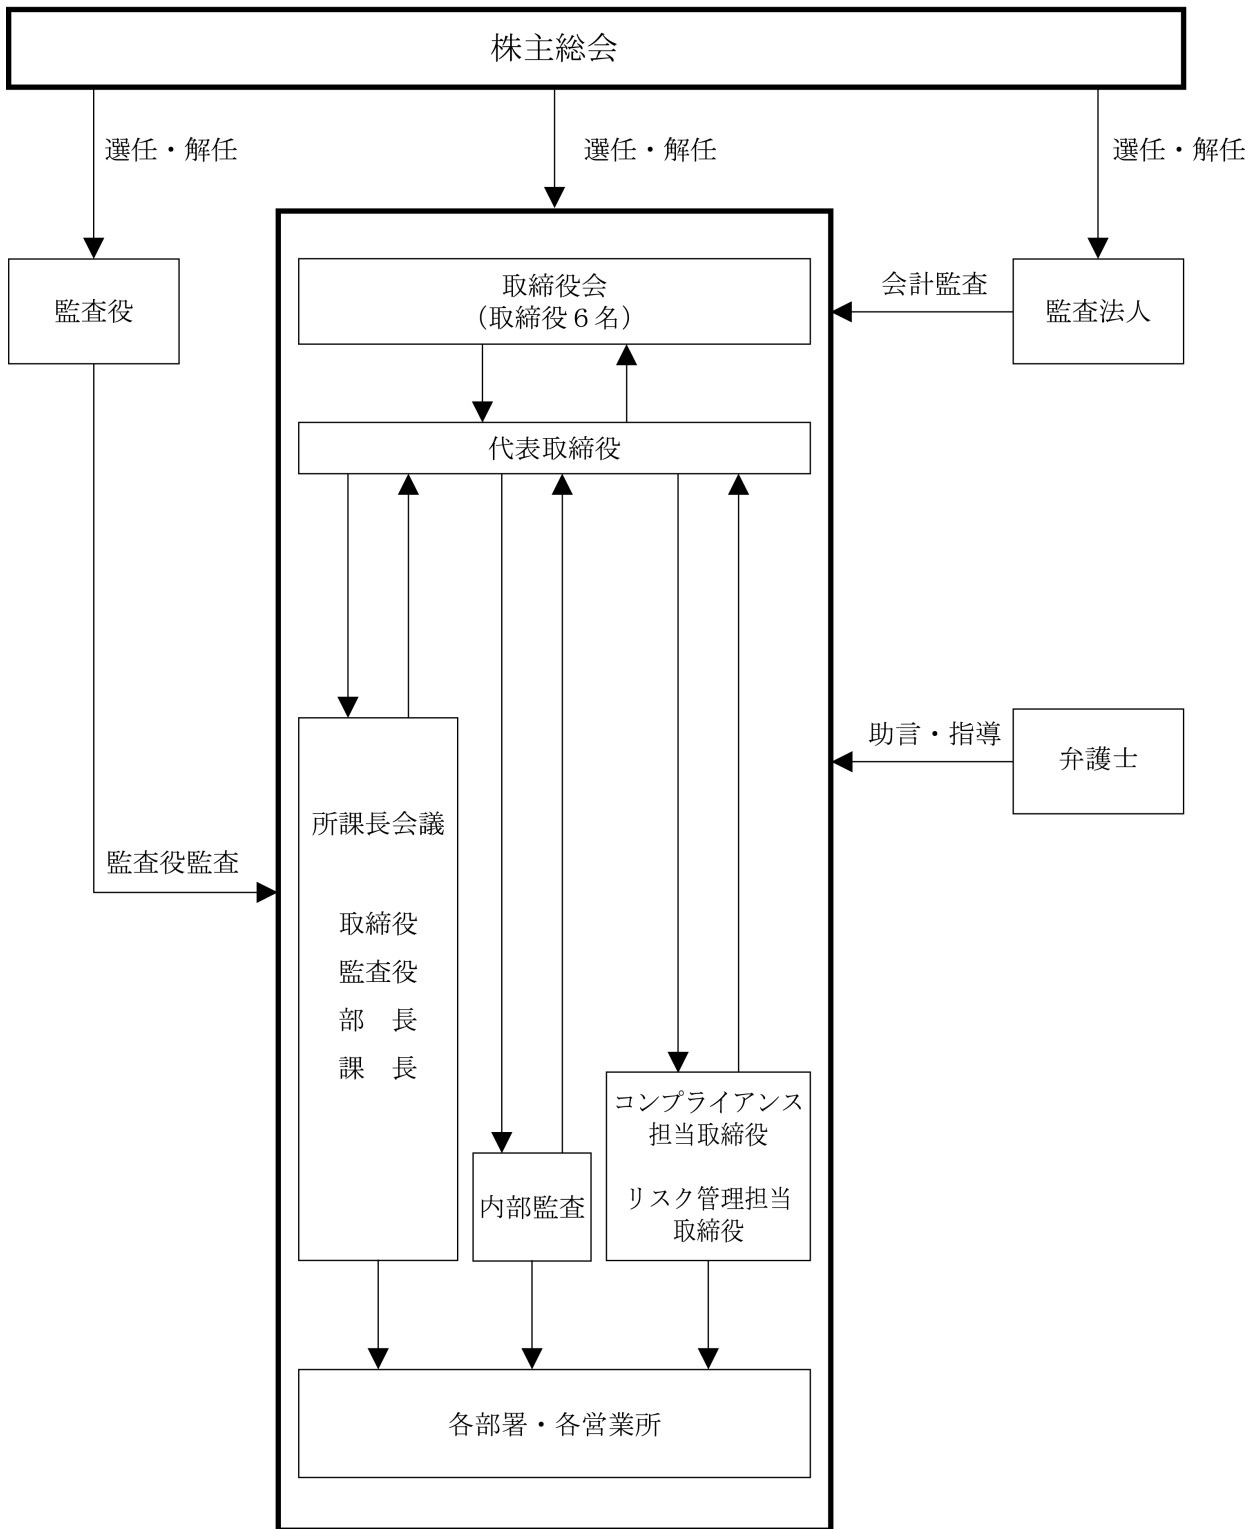 株主総会
選任・解任
選任・解任
選任・解任
監査役
取締役会
（取締役６名）
会計監査
監査法人
代表取締役
助言・指導
弁護士
所課長会議
監査役監査
取締役
監査役
部　長
課　長
コンプライアンス
担当取締役
リスク管理担当
取締役
内部監査
各部署・各営業所